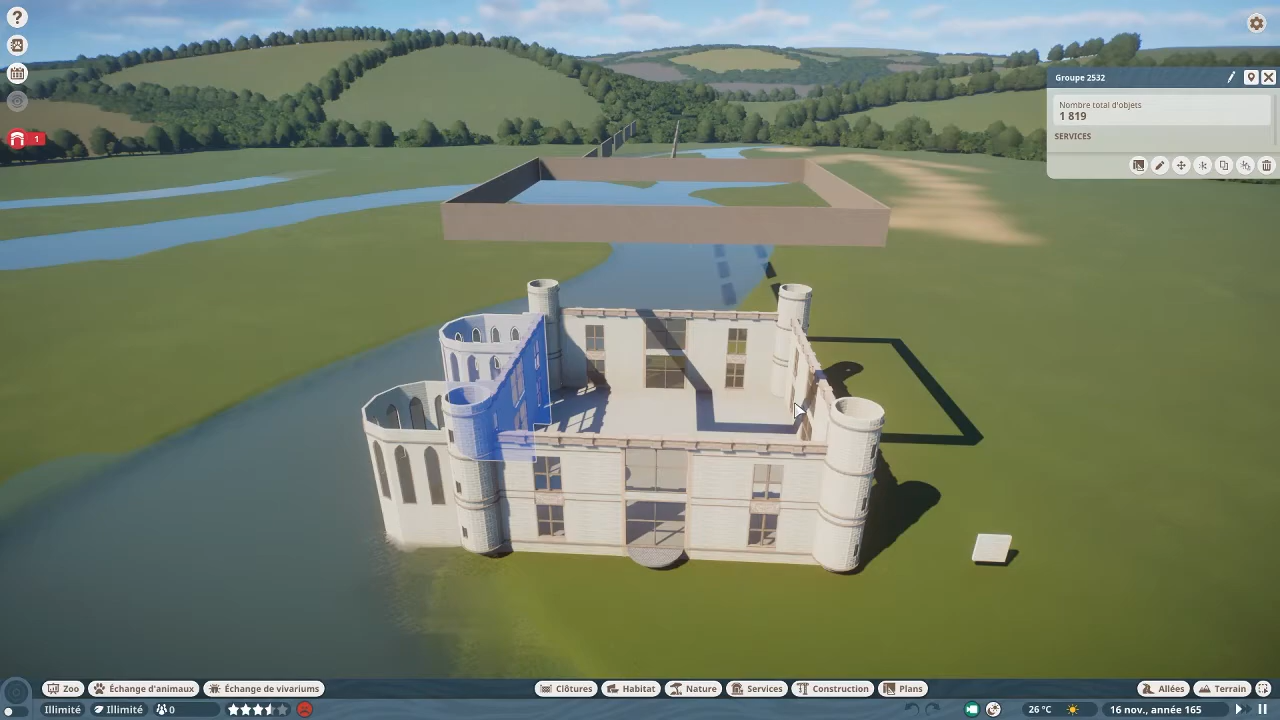 ?
Groupe 2532
Nombre total d'objets
1 819
SERVICES
1
Zoo
Échange d'animaux
Échange de vivariums
Clôtures
Habitat
Nature
Services
Construction
Plans
Allées
Terrain
Illimité
Illimité
0
26 °C
16 nov., année 165